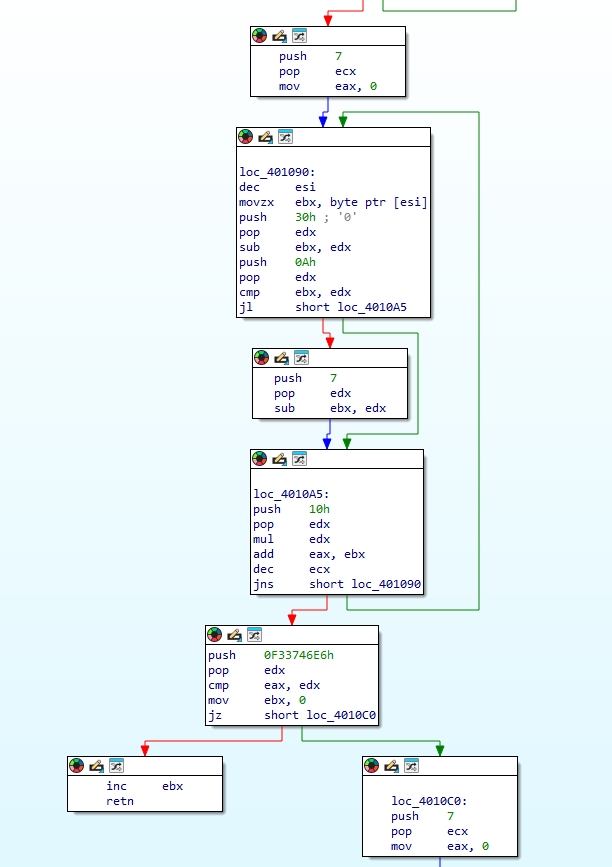 push 7
pop ecx
mov eax, 0
loc_401090:
dec esi
movzx ebx, byte ptr [esi]
push 30h ; '0'
pop edx
sub ebx, edx
push 0Ah
pop edx
cmp ebx, edx
jl short loc_4010A5
push 7
pop edx
sub ebx, edx
loc_4010A5:
push 10h
pop edx
mul edx
add eax, ebx
dec ecx
jns short loc_401090
push 0F33746E6h
pop edx
cmp eax, edx
mov ebx, 0
jz short loc_4010C0
inc ebx
retn
loc_4010C0:
push 7
pop ecx
mov eax, 0